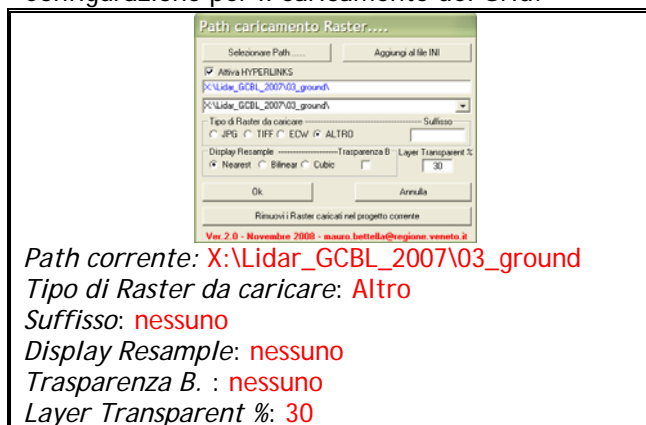 configurazione per il caricamento del GRID:
Path caricamento Raster....
Selezionare Path...... Aggiungi al file INI
Attiva HYPERLINKS
X:\Lidar_GCBL_2007\03_ground\
X:\Lidar_GCBL_2007\03_ground\
Tipo di Raster da caricare Suffisso
JPG TIFF ECW ALTRO
Display Resample Trasparenza B Layer Transparent %
Nearest Bilinear Cubic 30
Ok Annulla
Rimuovi i Raster caricati nel progetto corrente
Ver.2.0 - Novembre 2008 - mauro.bettella@regione.veneto.it
Path corrente: X:\Lidar_GCBL_2007\03_ground
Tipo di Raster da caricare: Altro
Suffisso: nessuno
Display Resample: nessuno
Trasparenza B. : nessuno
Layer Transparent %: 30